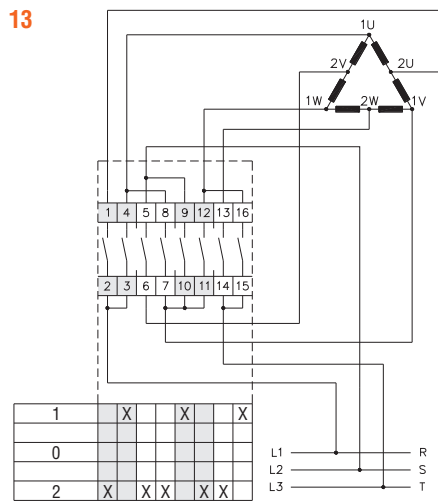 13
1U
2V 2U
1W 2W 1V
1 4 5 8 9 12 13 16
2 3 6 7 10 11 14 15
1 X X X
0
2 X X X X X X
L1 R
L2 S
L3 T